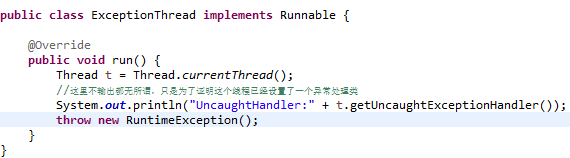 public class ExceptionThread implements Runnable {
@Override
public void run() {
Thread t = Thread.currentThread();
//这里不输出都无所谓，只是为了证明这个线程已经设置了一个异常处理类
System.out.println("UncaughtHandler:" + t.getUncaughtExceptionHandler());
throw new RuntimeException();
}
}